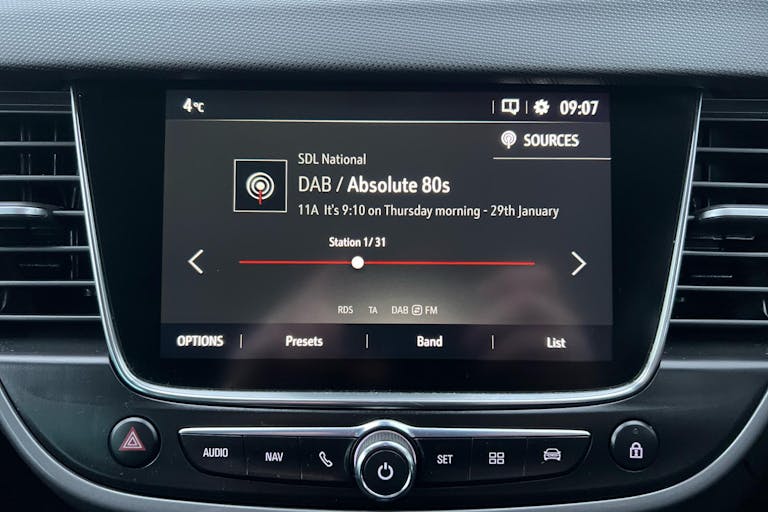 4°C
09:07
SOURCES
SDL National
DAB / Absolute 80s
11A It's 9:10 on Thursday morning - 29th January
Station 1/ 31
RDS TA DAB FM
OPTIONS Presets Band List
AUDIO NAV SET